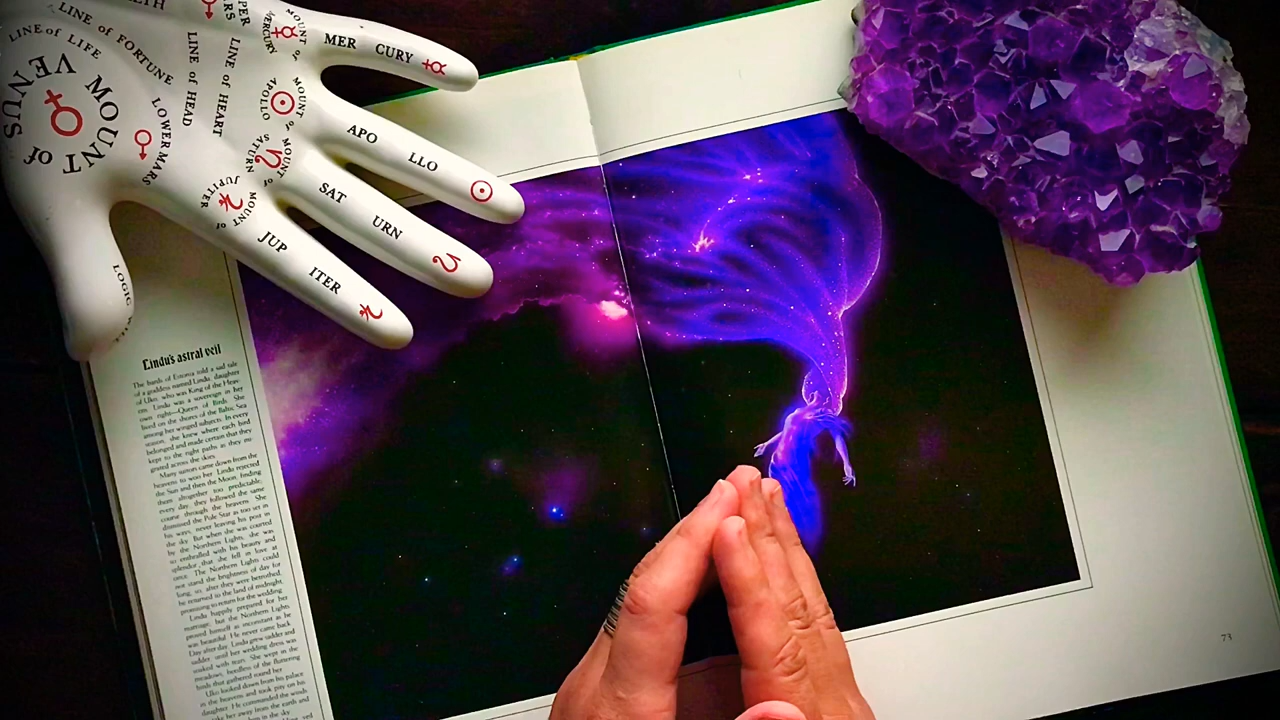 HEALTH
LINE of LIFE
LINE of FORTUNE
LINE of HEAD
LINE of HEART
MOUNT of VENUS
LOWER MARS
MOUNT of MERCURY
MOUNT of APOLLO
MOUNT of SATURN
MOUNT of JUPITER
MER CURY
APO LLO
SAT URN
JUP ITER
LOGIC
Lindu's astral veil
The bards of Estonia told a sad tale
of a goddess named Lindu, daughter
of Uko, who was King of the Heav-
ens. Lindu was a sovereign in her
own right—Queen of Birds. She
lived on the shores of the Baltic Sea
among her winged subjects. In every
season, she knew where each bird
belonged and made certain that they
kept to the right paths as they mi-
grated across the skies.
Many suitors came down from the
heavens to woo her. Lindu rejected
the Sun and then the Moon, finding
them altogether too predictable;
every day, they followed the same
course through the heavens. She
dismissed the Pole Star as too set in
his ways, never leaving his post in
the sky. But when she was courted
by the Northern Lights, she was
so enthralled with his beauty and
splendor, that she fell in love at
once. The Northern Lights could
not stand the brightness of day for
long, so, after they were betrothed,
he returned to the land of midnight,
promising to return for the wedding.
Lindu happily prepared for her
marriage, but the Northern Lights
proved himself as inconstant as he
was beautiful. He never came back.
Day after day, Lindu grew sadder and
sadder until her wedding dress was
soaked with tears. She wept in the
meadows, heedless of the fluttering
birds that gathered round her.
Uko looked down from his palace
in the heavens and took pity on his
daughter. He commanded the winds
take her away from the earth and
in the sky
73